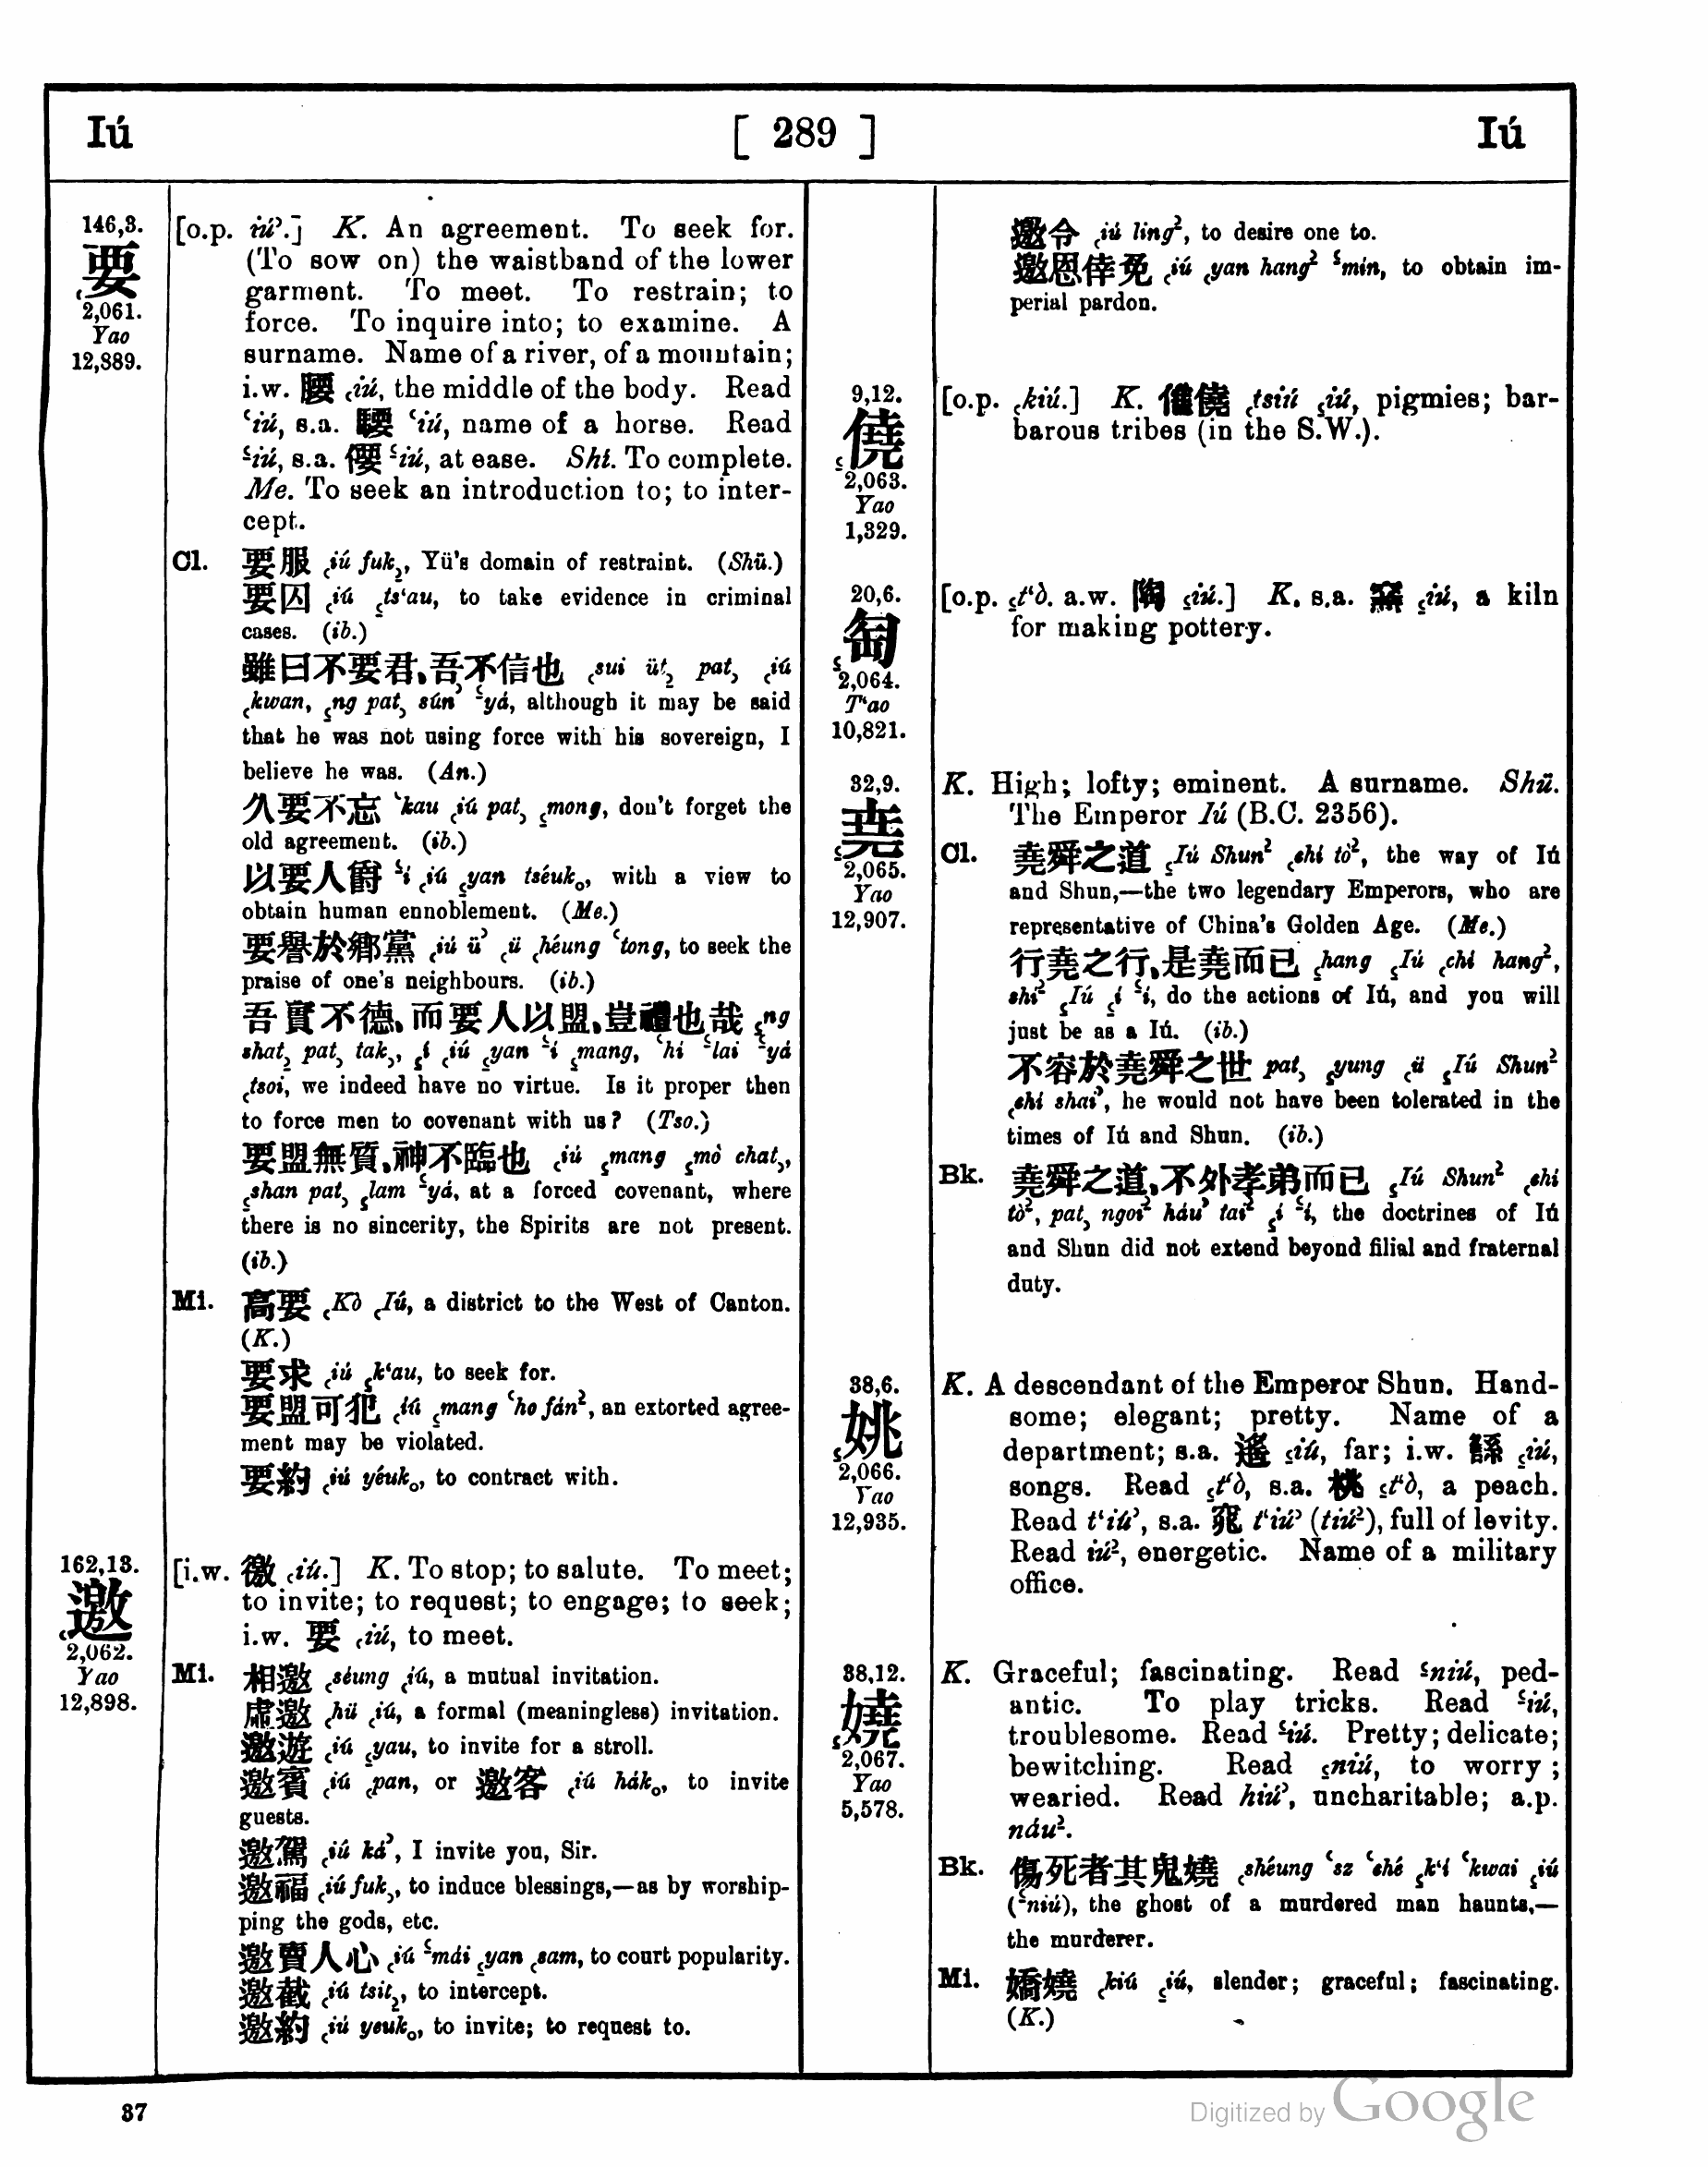 Iú
[ 289 ]
Iú
146,3.
要
2,061.
Yao
12,889.
[o.p. iú꜄.] K. An agreement. To seek for.
(To sow on) the waistband of the lower
garment. To meet. To restrain; to
force. To inquire into; to examine. A
surname. Name of a river, of a mountain;
i.w. 腰 ꜀iú, the middle of the body. Read
꜂iú, s.a. 騕 ꜂iú, name of a horse. Read
꜃iú, s.a. 偠 ꜃iú, at ease. Shi. To complete.
Me. To seek an introduction to; to inter-
cept.
Cl. 要服 ꜀iú fuk꜇, Yü's domain of restraint. (Shü.)
要囚 ꜀iú ꜁ts‘au, to take evidence in criminal
cases. (ib.)
雖曰不要君、吾不信也 ꜀sui üt꜇ pat꜆ ꜀iú
꜀kwan, ꜁ng pat꜆ sún꜄ ꜃yá, although it may be said
that he was not using force with his sovereign, I
believe he was. (An.)
久要不忘 ꜂kau ꜀iú pat꜆ ꜁mong, don't forget the
old agreement. (ib.)
以要人爵 ꜃i ꜀iú ꜁yan tséuk꜀, with a view to
obtain human ennoblement. (Me.)
要譽於鄉黨 ꜀iú ü꜄ ꜀ü ꜀héung ꜂tong, to seek the
praise of one's neighbours. (ib.)
吾實不德、而要人以盟、豈禮也哉 ꜁ng
shat꜇ pat꜆ tak꜆, ꜁í ꜀iú ꜁yan ꜃í ꜁mang, ꜂hí ꜃lai ꜃yá
꜀tsoi, we indeed have no virtue. Is it proper then
to force men to covenant with us? (Tso.)
要盟無質、神不臨也 ꜀iú ꜁mang ꜁mò chat꜆,
꜁shan pat꜆ ꜁lam ꜃yá, at a forced covenant, where
there is no sincerity, the Spirits are not present.
(ib.)
Mi. 高要 ꜀Kò ꜀Iú, a district to the West of Canton.
(K.)
要求 ꜀iú ꜁k‘au, to seek for.
要盟可犯 ꜀iú ꜁mang ꜂ho fán², an extorted agree-
ment may be violated.
要約 ꜀iú yéuk꜀, to contract with.
162,13.
邀
2,062.
Yao
12,898.
[i.w. 徼 ꜀iú.] K. To stop; to salute. To meet;
to invite; to request; to engage; to seek;
i.w. 要 ꜀iú, to meet.
Mi. 相邀 ꜀séung ꜀iú, a mutual invitation.
虛邀 ꜀hü ꜀iú, a formal (meaningless) invitation.
邀遊 ꜀iú ꜁yau, to invite for a stroll.
邀賓 ꜀iú ꜀pan, or 邀客 ꜀iú hák꜀, to invite
guests.
邀駕 ꜀iú ká꜄, I invite you, Sir.
邀福 ꜀iú fuk꜆, to induce blessings,—as by worship-
ping the gods, etc.
邀買人心 ꜀iú ꜃mái ꜁yan ꜀sam, to court popularity.
邀截 ꜀iú tsit꜇, to intercept.
邀約 ꜀iú yeuk꜀, to invite; to request to.
邀令 ꜀iú ling², to desire one to.
邀恩倖免 ꜀iú ꜀yan hang² ꜃min, to obtain im-
perial pardon.
9,12.
僥
2,063.
Yao
1,329.
[o.p. ꜀kiú.] K. 僬僥 ꜀tsiú ꜁iú, pigmies; bar-
barous tribes (in the S.W.).
20,6.
匋
2,064.
T‘ao
10,821.
[o.p. ꜁t‘ò. a.w. 陶 ꜁iú.] K. s.a. 窯 ꜁iú, a kiln
for making pottery.
32,9.
堯
2,065.
Yao
12,907.
K. High; lofty; eminent. A surname. Shü.
The Emperor Iú (B.C. 2356).
Cl. 堯舜之道 ꜁Iú Shun² ꜀chí tò², the way of Iú
and Shun,—the two legendary Emperors, who are
representative of China's Golden Age. (Me.)
行堯之行、是堯而已 ꜁hang ꜁Iú ꜀chi hang²,
shí² ꜁Iú ꜁í ꜃í, do the actions of Iú, and you will
just be as a Iú. (ib.)
不容於堯舜之世 pat꜆ ꜁yung ꜀ü ꜁Iú Shun²
꜀chí shai꜄, he would not have been tolerated in the
times of Iú and Shun. (ib.)
Bk. 堯舜之道、不外孝弟而已 ꜁Iú Shun² ꜀chi
tò², pat꜆ ngoi² háu꜄ tai² ꜁í ꜃í, the doctrines of Iú
and Shun did not extend beyond filial and fraternal
duty.
38,6.
姚
2,066.
Yao
12,935.
K. A descendant of the Emperor Shun. Hand-
some; elegant; pretty. Name of a
department; s.a. 遙 ꜁iú, far; i.w. 䌛 ꜁iú,
songs. Read ꜁t‘ò, s.a. 桃 ꜁t‘ò, a peach.
Read t‘iú꜄, s.a. 窕 t‘iú꜄ (tiú²), full of levity.
Read iú², energetic. Name of a military
office.
38,12.
嬈
2,067.
Yao
5,578.
K. Graceful; fascinating. Read ꜃niú, ped-
antic. To play tricks. Read ꜃iú,
troublesome. Read ꜃iú. Pretty; delicate;
bewitching. Read ꜁niú, to worry;
wearied. Read hiú꜄, uncharitable; a.p.
náu².
Bk. 傷死者其鬼嬈 ꜀shéung ꜂sz ꜂ché ꜁k‘í ꜂kwai ꜁iú
(꜃niú), the ghost of a murdered man haunts,—
the murderer.
Mi. 嬌嬈 ꜀kiú ꜁iú, slender; graceful; fascinating.
(K.)
37
Digitized by Google